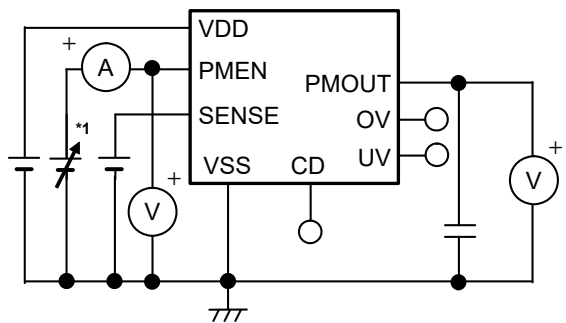 VDD
+
A
PMEN
PMOUT
*1
SENSE
OV
VSS
CD
UV
+
V
+
V